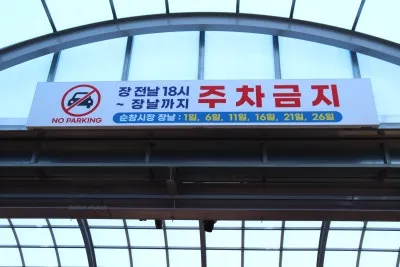 장 전날 18시
~ 장날까지
주차금지
NO PARKING
순창시장 장날 : 1일, 6일, 11일, 16일, 21일, 26일